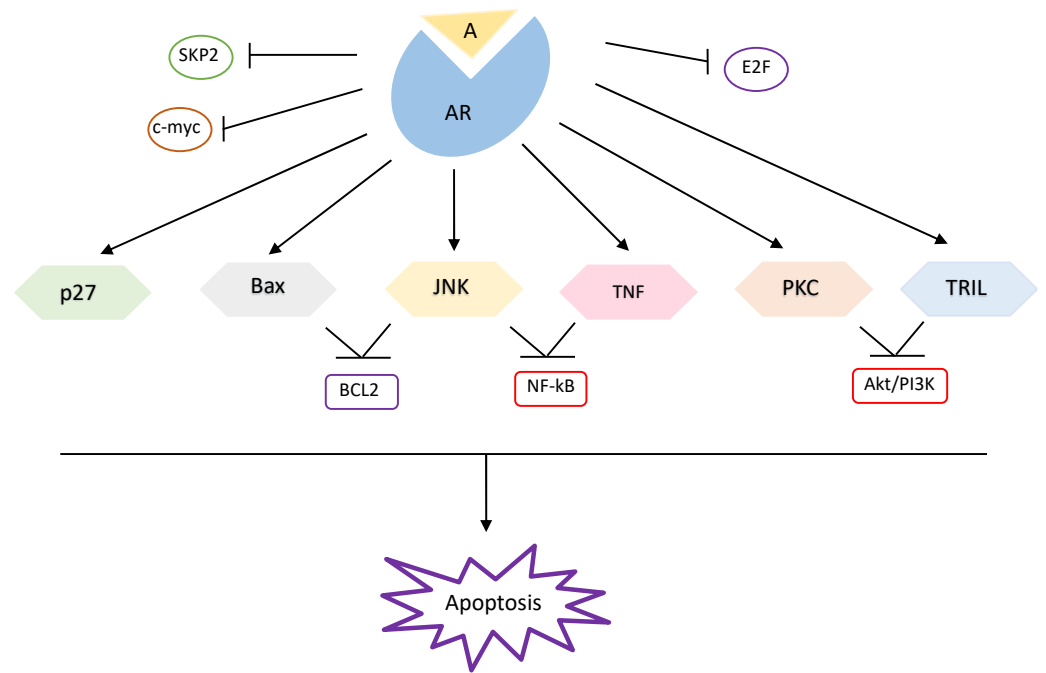 A
SKP2
E2F
AR
c-myc
p27
Bax
JNK
TNF
PKC
TRIL
BCL2
NF-kB
Akt/PI3K
Apoptosis